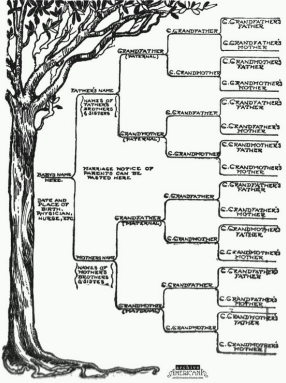 G. GRANDFATHER'S
FATHER
G. GRANDFATHER
G. GRANDFATHER'S
MOTHER
GRANDFATHER
(PATERNAL)
G. GRANDMOTHER'S
FATHER
G. GRANDMOTHER
G. GRANDMOTHER'S
MOTHER
FATHER'S NAME
NAMES OF
FATHER'S
BROTHERS
& SISTERS
G. GRANDFATHER'S
FATHER
G. GRANDFATHER
G. GRANDFATHER'S
MOTHER
GRANDMOTHER
(PATERNAL)
G. GRANDMOTHER'S
FATHER
G. GRANDMOTHER
G. GRANDMOTHER'S
MOTHER
MARRIAGE NOTICE OF
PARENTS CAN BE
PASTED HERE
BABY'S NAME
HERE.
DATE AND
PLACE OF
BIRTH,
PHYSICIAN,
NURSE, ETC.
G. GRANDFATHER'S
FATHER
G. GRANDFATHER
G. GRANDFATHER'S
MOTHER
GRANDFATHER
(MATERNAL)
G. GRANDMOTHER'S
FATHER
G. GRANDMOTHER
G. GRANDMOTHER'S
MOTHER
MOTHERS NAME
NAMES OF
MOTHER'S
BROTHERS
& SISTERS
G. GRANDFATHER'S
FATHER
G. GRANDFATHER
G. GRANDFATHER'S
MOTHER
GRANDMOTHER
(MATERNAL)
G. GRANDMOTHER'S
FATHER
G. GRANDMOTHER
G. GRANDMOTHER'S
MOTHER
AMERICANA